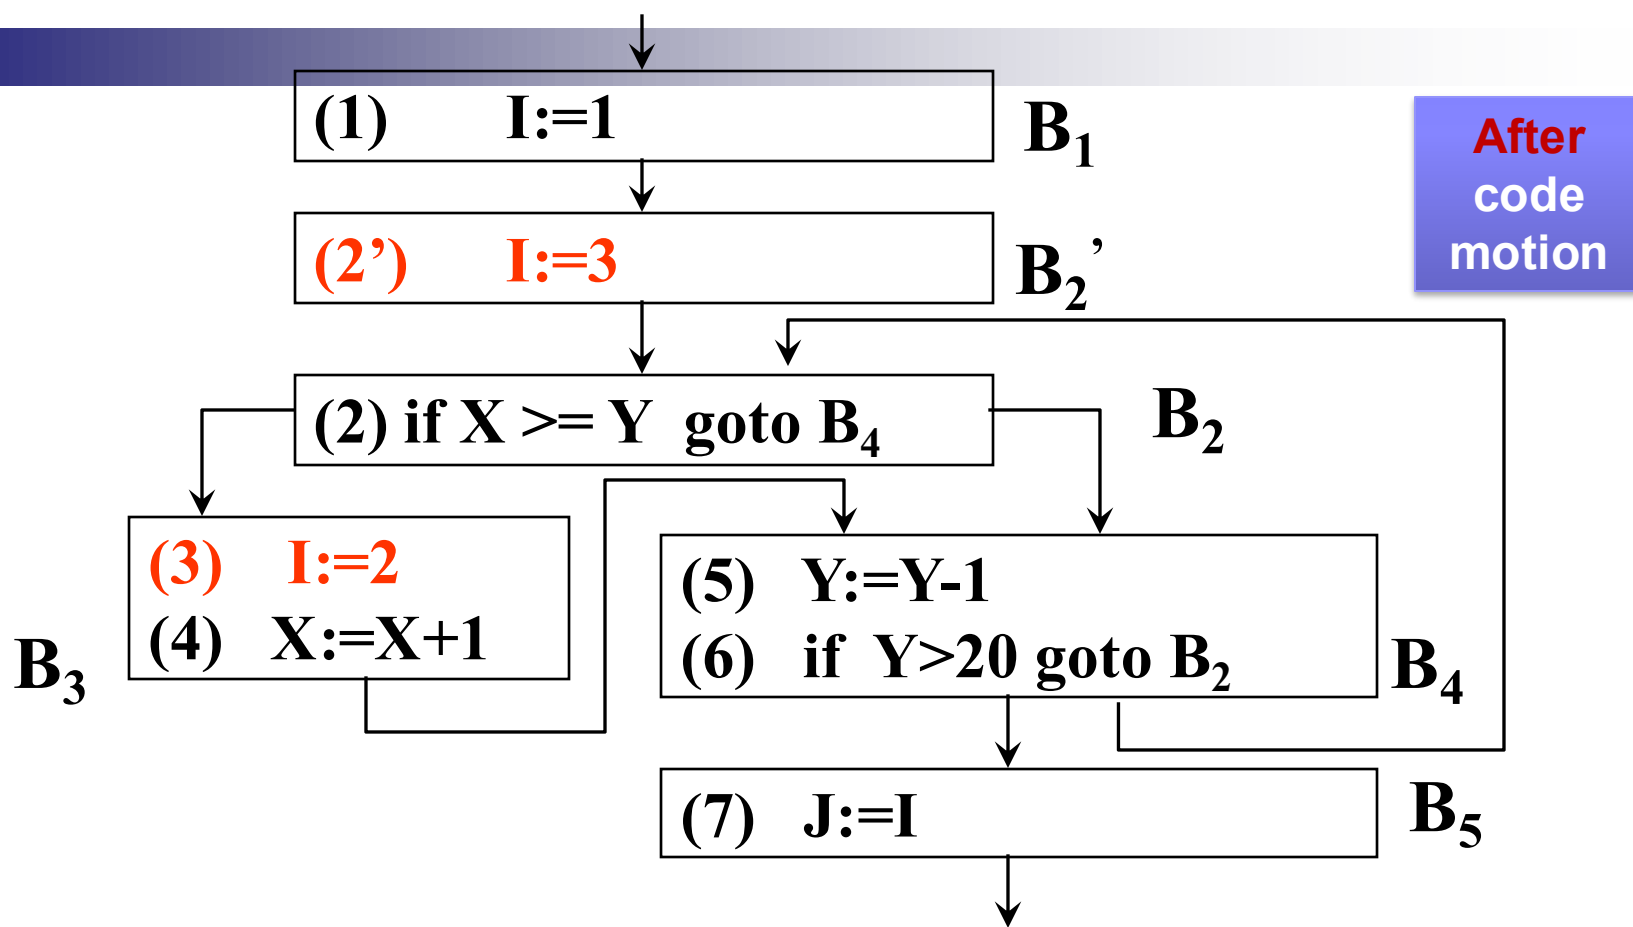 (1) I:=1
B₁
After
code
motion
(2’) I:=3
B₂’
(2) if X >= Y goto B₄
B₂
(3) I:=2
(4) X:=X+1
B₃
(5) Y:=Y-1
(6) if Y>20 goto B₂
B₄
(7) J:=I
B₅